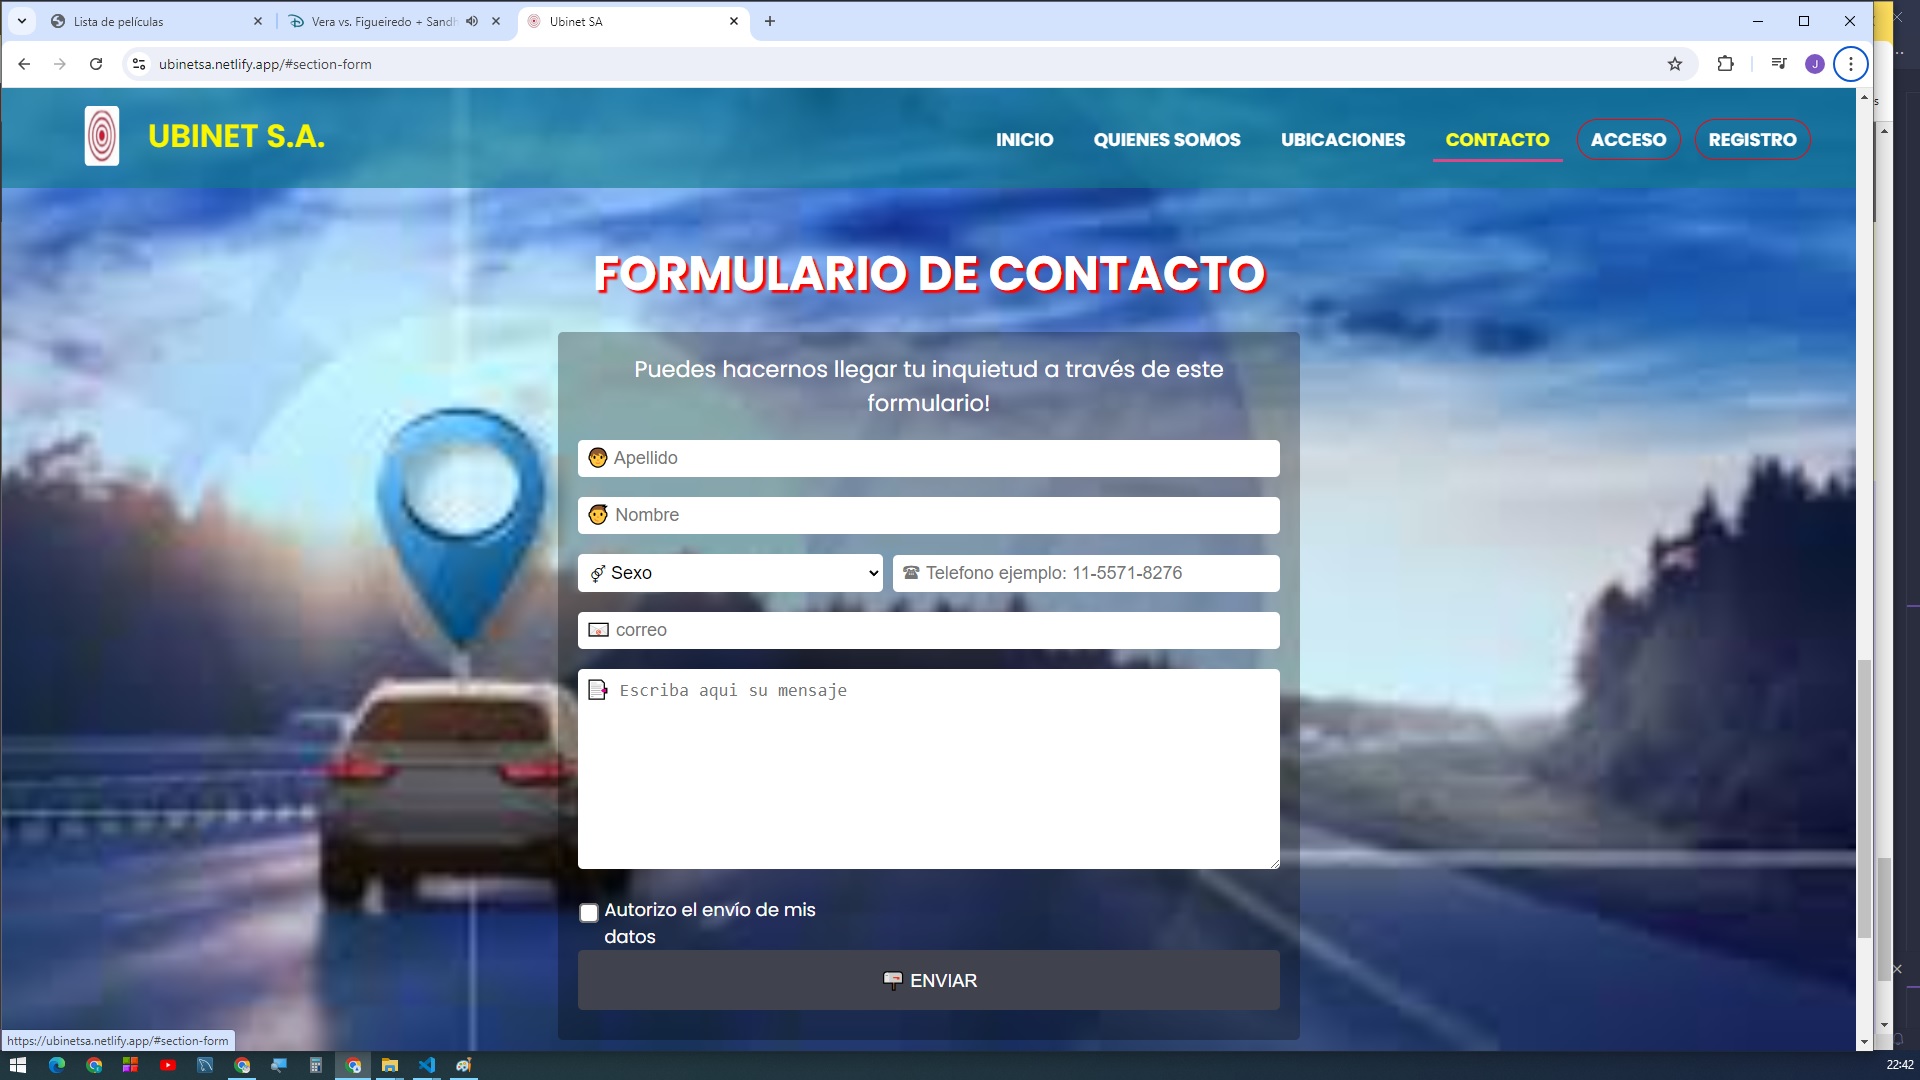 Lista de películas
Vera vs. Figueiredo + Sandh
Ubinet SA
ubinetsa.netlify.app/#section-form
J
UBINET S.A.
INICIO
QUIENES SOMOS
UBICACIONES
CONTACTO
ACCESO
REGISTRO
FORMULARIO DE CONTACTO
Puedes hacernos llegar tu inquietud a través de este
formulario!
Apellido
Nombre
Sexo
Telefono ejemplo: 11-5571-8276
correo
Escriba aqui su mensaje
Autorizo el envío de mis
datos
ENVIAR
https://ubinetsa.netlify.app/#section-form
22:42